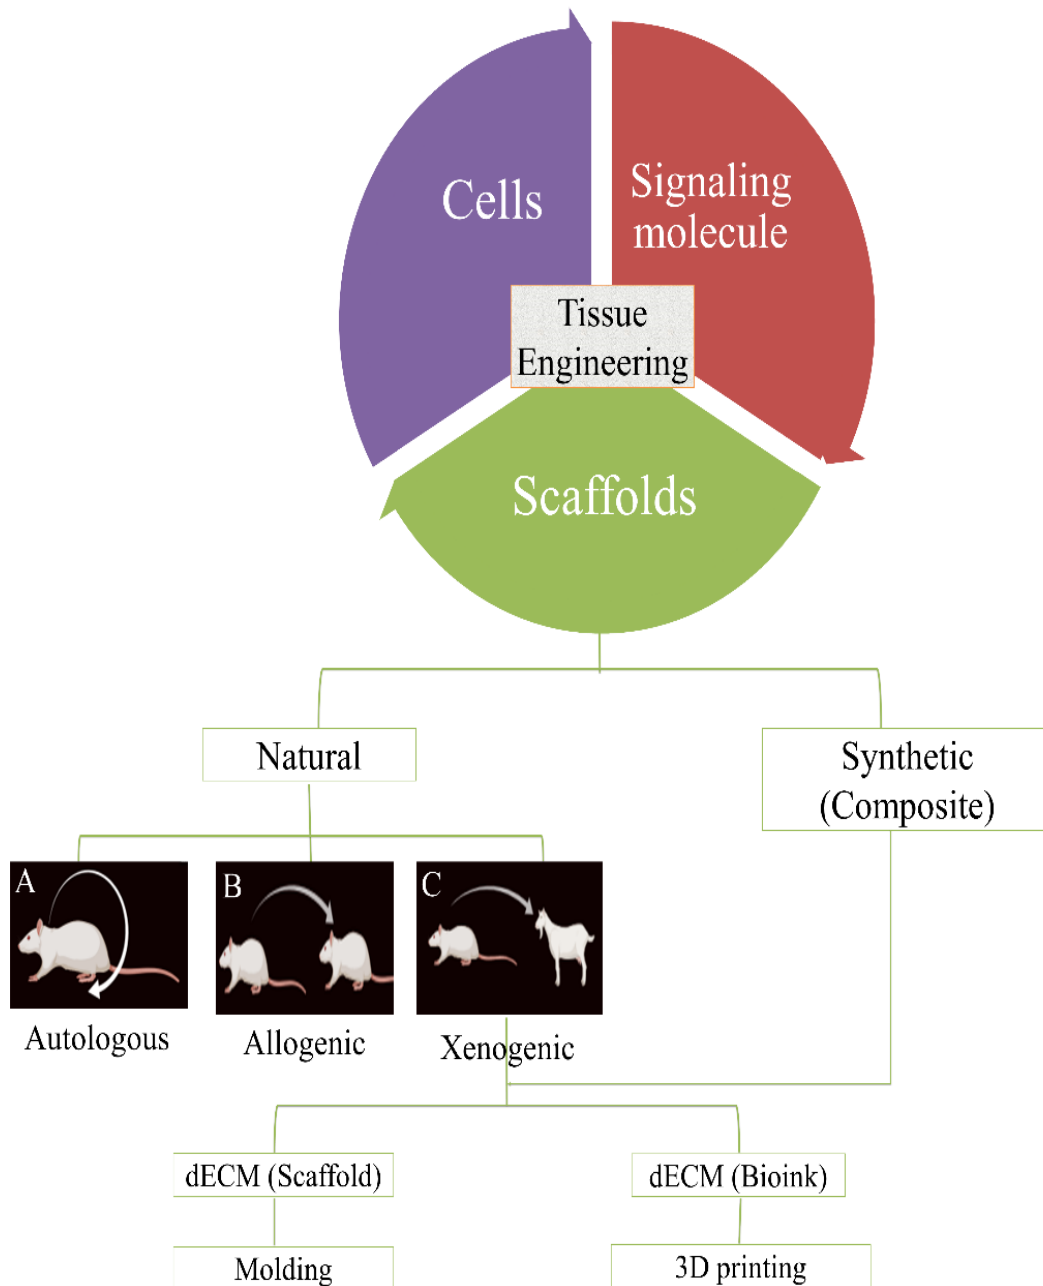 Cells
Signaling
molecule
Tissue
Engineering
Scaffolds
Natural
Synthetic
(Composite)
A
B
C
Autologous
Allogenic
Xenogenic
dECM (Scaffold)
dECM (Bioink)
Molding
3D printing